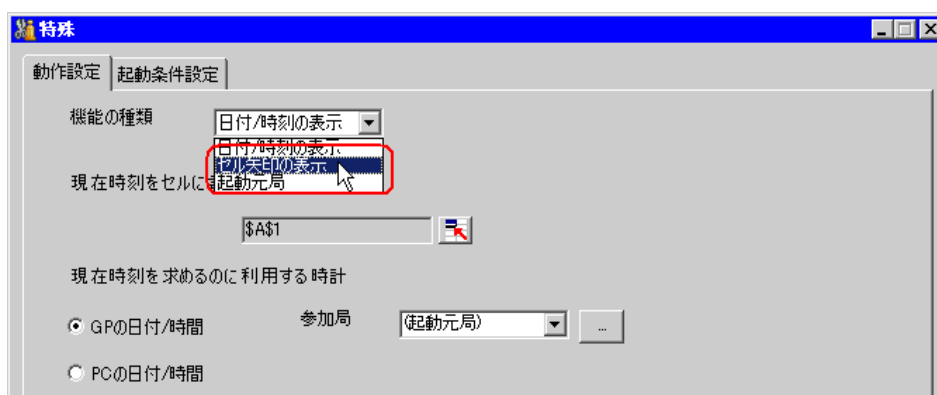 特殊
動作設定 起動条件設定
機能の種類 日付/時刻の表示
日付/時刻の表示
セル矢印の表示
現在時刻をセルに 起動元局
$A$1
現在時刻を求めるのに利用する時計
GPの日付/時間 参加局 (起動元局) ...
PCの日付/時間